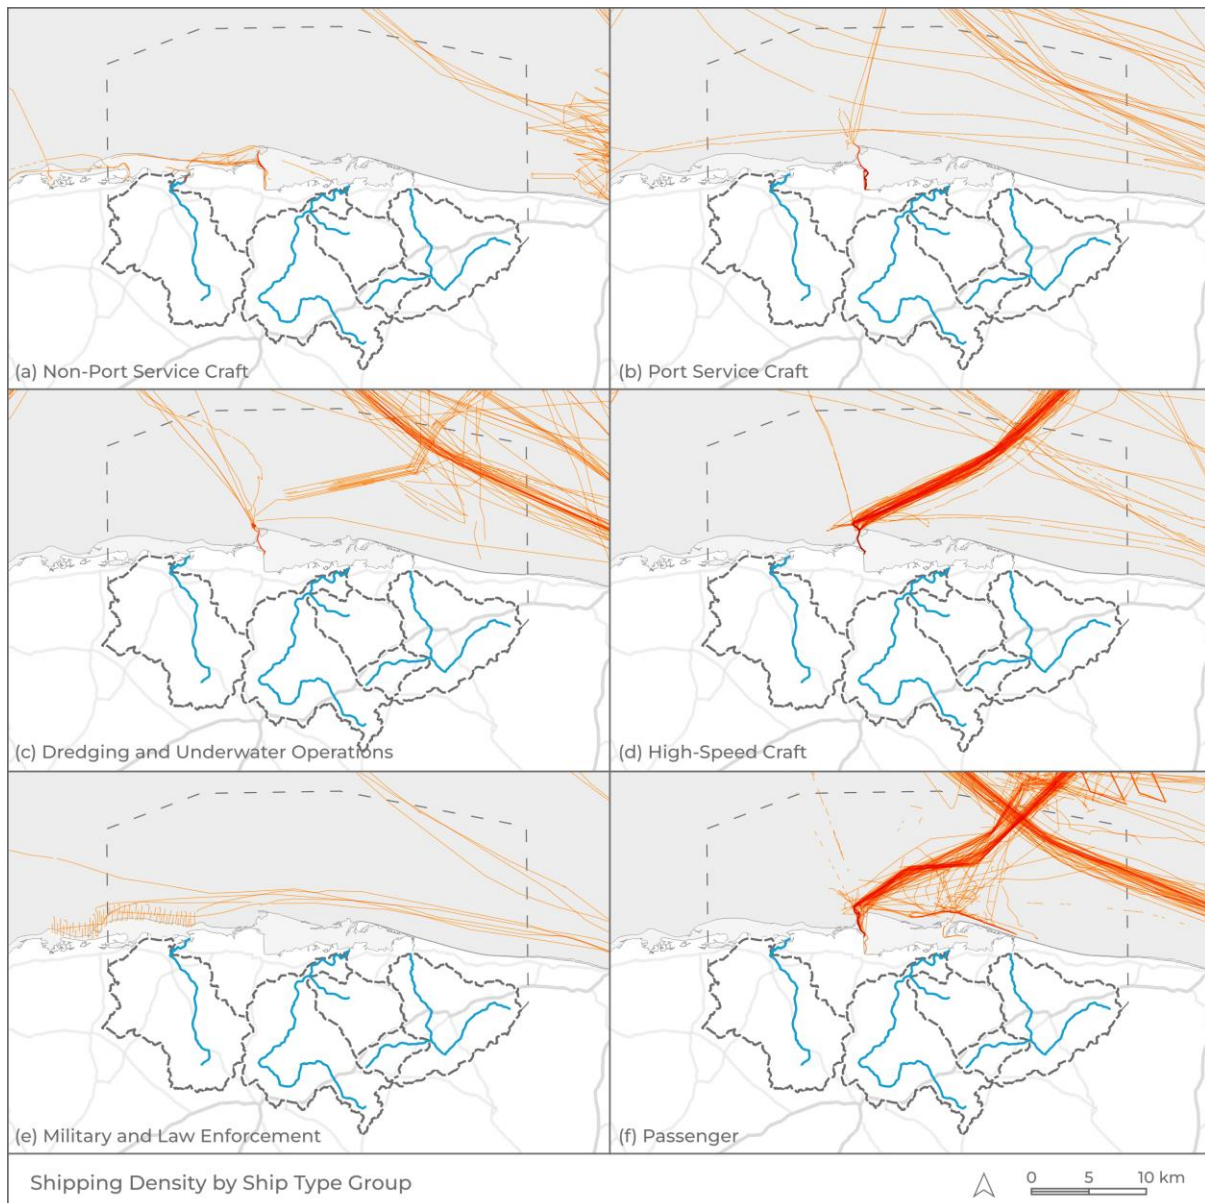 (a) Non-Port Service Craft
(b) Port Service Craft
(c) Dredging and Underwater Operations
(d) High-Speed Craft
(e) Military and Law Enforcement
(f) Passenger
Shipping Density by Ship Type Group
0 5 10 km